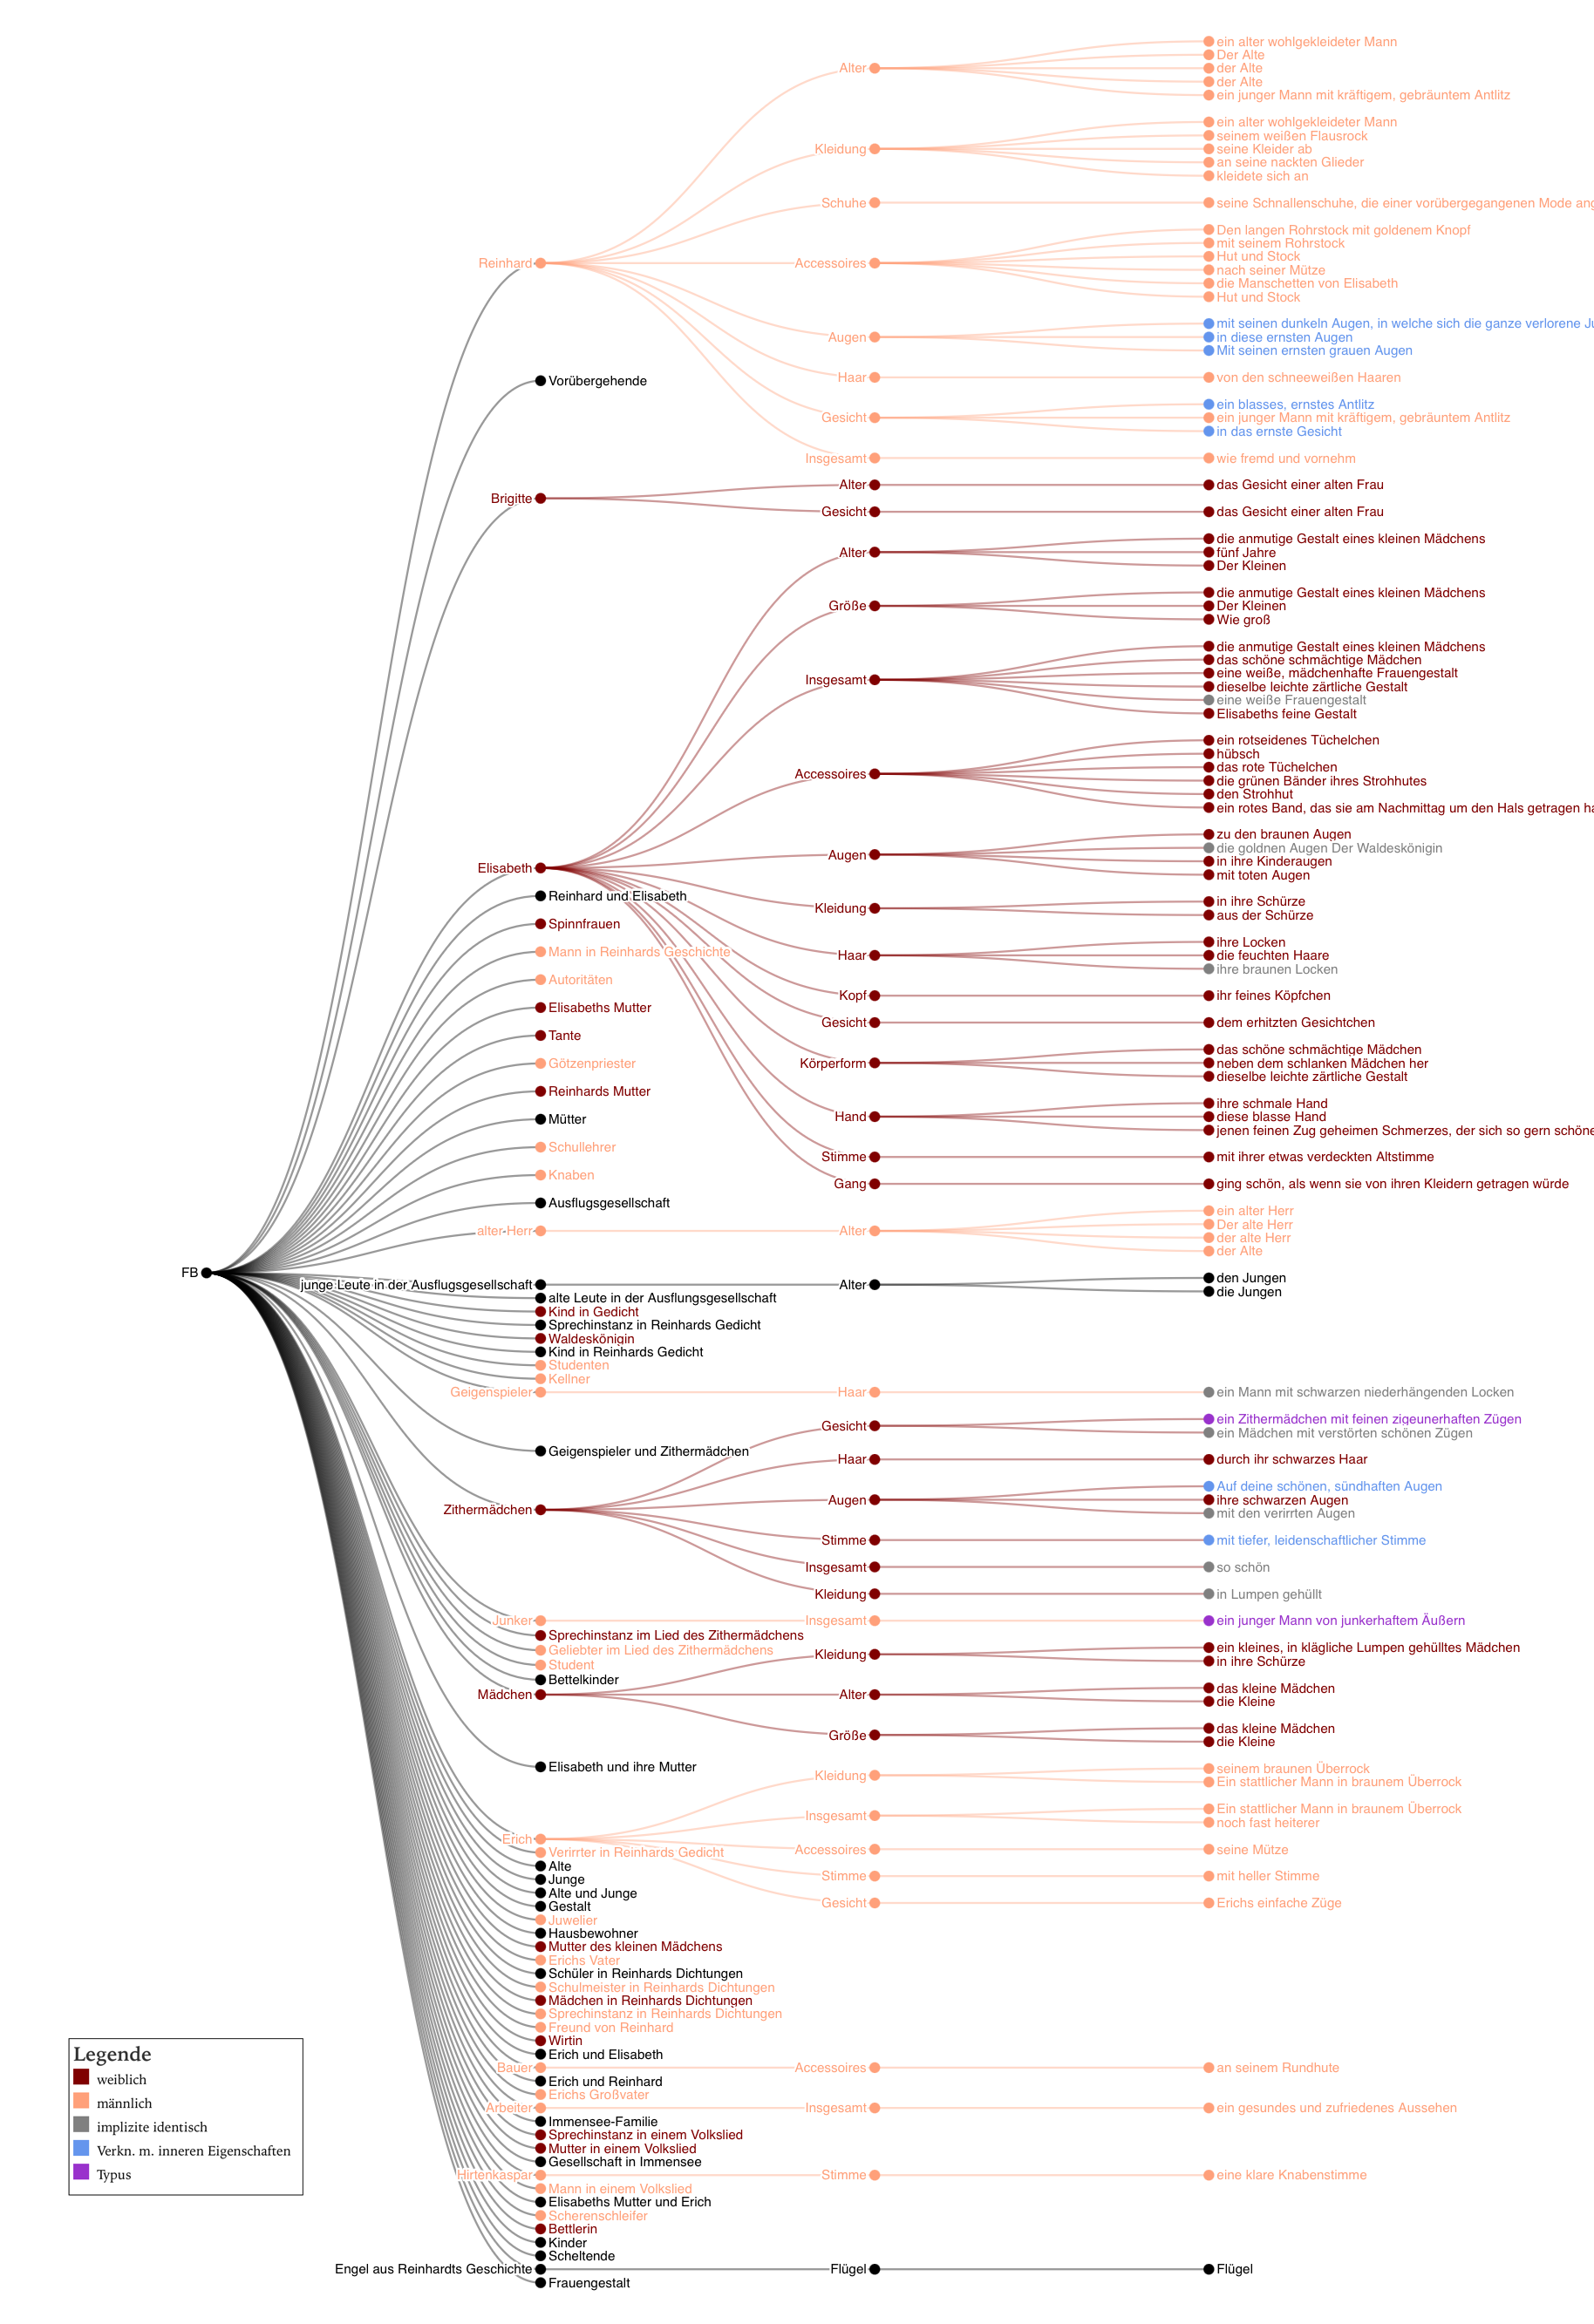 FB
Reinhard
Alter
ein alter wohlgekleideter Mann
Der Alte
der Alte
der Alte
ein junger Mann mit kräftigem, gebräuntem Antlitz
Kleidung
ein alter wohlgekleideter Mann
seinem weißen Flausrock
seine Kleider ab
an seine nackten Glieder
kleidete sich an
Schuhe
seine Schnallenschuhe, die einer vorübergegangenen Mode
Accessoires
Den langen Rohrstock mit goldenem Knopf
mit seinem Rohrstock
Hut und Stock
nach seiner Mütze
die Manschetten von Elisabeth
Hut und Stock
Augen
mit seinen dunkeln Augen, in welche sich die ganze verlorene
in diese ernsten Augen
Mit seinen ernsten grauen Augen
Haar
von den schneeweißen Haaren
Gesicht
ein blasses, ernstes Antlitz
ein junger Mann mit kräftigem, gebräuntem Antlitz
in das ernste Gesicht
Insgesamt
wie fremd und vornehm
Vorübergehende
Brigitte
Alter
das Gesicht einer alten Frau
Gesicht
das Gesicht einer alten Frau
Elisabeth
Alter
die anmutige Gestalt eines kleinen Mädchens
fünf Jahre
Der Kleinen
Größe
die anmutige Gestalt eines kleinen Mädchens
Der Kleinen
Wie groß
Insgesamt
die anmutige Gestalt eines kleinen Mädchens
das schöne schmächtige Mädchen
eine weiße, mädchenhafte Frauengestalt
dieselbe leichte zärtliche Gestalt
eine weiße Frauengestalt
Elisabeths feine Gestalt
Accessoires
ein rotseidenes Tüchelchen
hübsch
das rote Tüchelchen
die grünen Bänder ihres Strohhutes
den Strohhut
ein rotes Band, das sie am Nachmittag um den Hals getragen
Augen
zu den braunen Augen
die goldnen Augen Der Waldeskönigin
in ihre Kinderaugen
mit toten Augen
Kleidung
in ihre Schürze
aus der Schürze
Haar
ihre Locken
die feuchten Haare
ihre braunen Locken
Kopf
ihr feines Köpfchen
Gesicht
dem erhitzten Gesichtchen
Körperform
das schöne schmächtige Mädchen
neben dem schlanken Mädchen her
dieselbe leichte zärtliche Gestalt
Hand
ihre schmale Hand
diese blasse Hand
jenen feinen Zug geheimen Schmerzes, der sich so gern
Stimme
mit ihrer etwas verdeckten Altstimme
Gang
ging schön, als wenn sie von ihren Kleidern getragen würde
Reinhard und Elisabeth
Spinnfrauen
Mann in Reinhards Geschichte
Autoritäten
Elisabeths Mutter
Tante
Götzenpriester
Reinhards Mutter
Mütter
Schullehrer
Knaben
Ausflugsgesellschaft
alter Herr
Alter
ein alter Herr
Der alte Herr
der alte Herr
der Alte
junge Leute in der Ausflugsgesellschaft
Alter
den Jungen
die Jungen
alte Leute in der Ausflungsgesellschaft
Kind in Gedicht
Sprechinstanz in Reinhards Gedicht
Waldeskönigin
Kind in Reinhards Gedicht
Studenten
Kellner
Geigenspieler
Haar
ein Mann mit schwarzen niederhängenden Locken
Geigenspieler und Zithermädchen
Zithermädchen
Gesicht
ein Zithermädchen mit feinen zigeunerhaften Zügen
ein Mädchen mit verstörten schönen Zügen
Haar
durch ihr schwarzes Haar
Augen
Auf deine schönen, sündhaften Augen
ihre schwarzen Augen
mit den verirrten Augen
Stimme
mit tiefer, leidenschaftlicher Stimme
Insgesamt
so schön
Kleidung
in Lumpen gehüllt
Junker
Insgesamt
ein junger Mann von junkerhaftem Äußern
Sprechinstanz im Lied des Zithermädchens
Geliebter im Lied des Zithermädchens
Student
Bettelkinder
Mädchen
Kleidung
ein kleines, in klägliche Lumpen gehülltes Mädchen
in ihre Schürze
Alter
das kleine Mädchen
die Kleine
Größe
das kleine Mädchen
die Kleine
Elisabeth und ihre Mutter
Erich
Kleidung
seinem braunen Überrock
Ein stattlicher Mann in braunem Überrock
Insgesamt
Ein stattlicher Mann in braunem Überrock
noch fast heiterer
Accessoires
seine Mütze
Stimme
mit heller Stimme
Gesicht
Erichs einfache Züge
Verirrter in Reinhards Gedicht
Alte
Junge
Alte und Junge
Gestalt
Juwelier
Hausbewohner
Mutter des kleinen Mädchens
Erichs Vater
Schüler in Reinhards Dichtungen
Schulmeister in Reinhards Dichtungen
Mädchen in Reinhards Dichtungen
Sprechinstanz in Reinhards Dichtungen
Freund von Reinhard
Wirtin
Erich und Elisabeth
Bauer
Accessoires
an seinem Rundhute
Erich und Reinhard
Erichs Großvater
Arbeiter
Insgesamt
ein gesundes und zufriedenes Aussehen
Immensee-Familie
Sprechinstanz in einem Volkslied
Mutter in einem Volkslied
Gesellschaft in Immensee
Hirtenkaspar
Stimme
eine klare Knabenstimme
Mann in einem Volkslied
Elisabeths Mutter und Erich
Scherenschleifer
Bettlerin
Kinder
Scheltende
Engel aus Reinhardts Geschichte
Flügel
Flügel
Frauengestalt
Legende
weiblich
männlich
implizite identisch
Verkn. m. inneren Eigenschaften
Typus